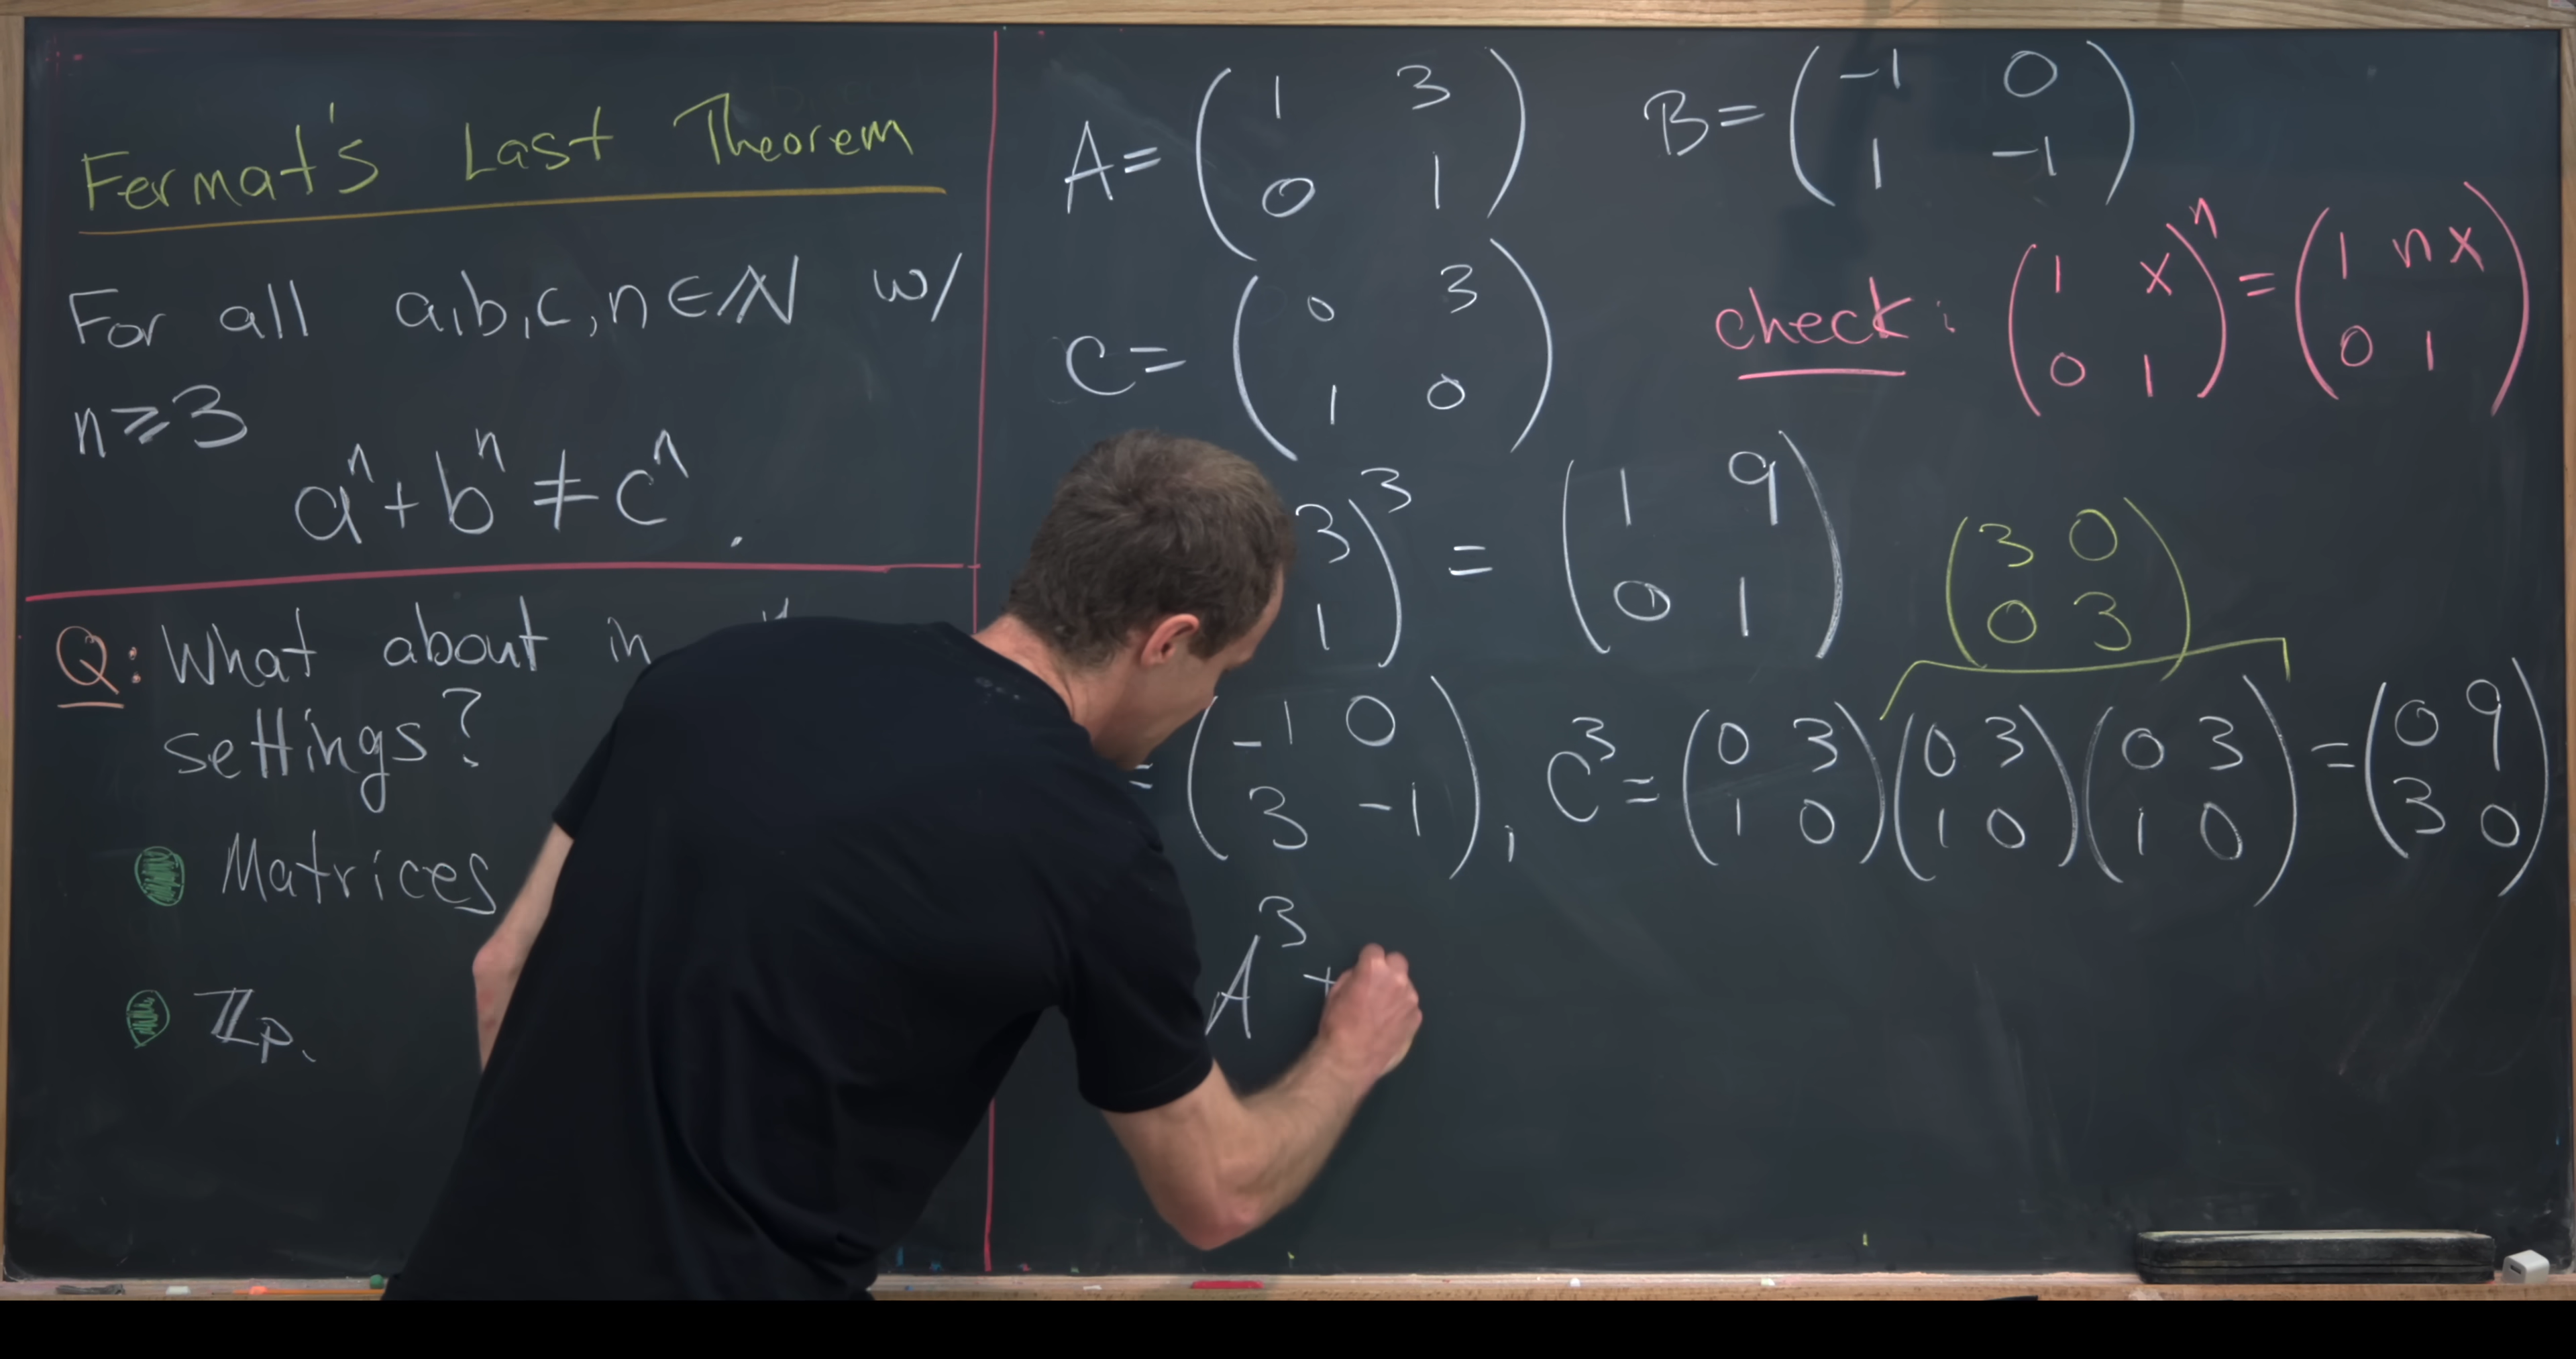 Fermat's Last Theorem
For all a,b,c,n∈ℕ w/
n⩾3
aⁿ+bⁿ≠cⁿ.
Q: What about in
settings?
Matrices
ℤₚ.
A= (1 3
0 1) B= (-1 0
1 -1)
C= (0 3
1 0) check: (1 x
0 1)ⁿ = (1 nx
0 1)
3
1)³ = (1 9
0 1) (3 0
0 3)
= (-1 0
3 -1), C³= (0 3
1 0)(0 3
1 0)(0 3
1 0) = (0 9
3 0)
A³+